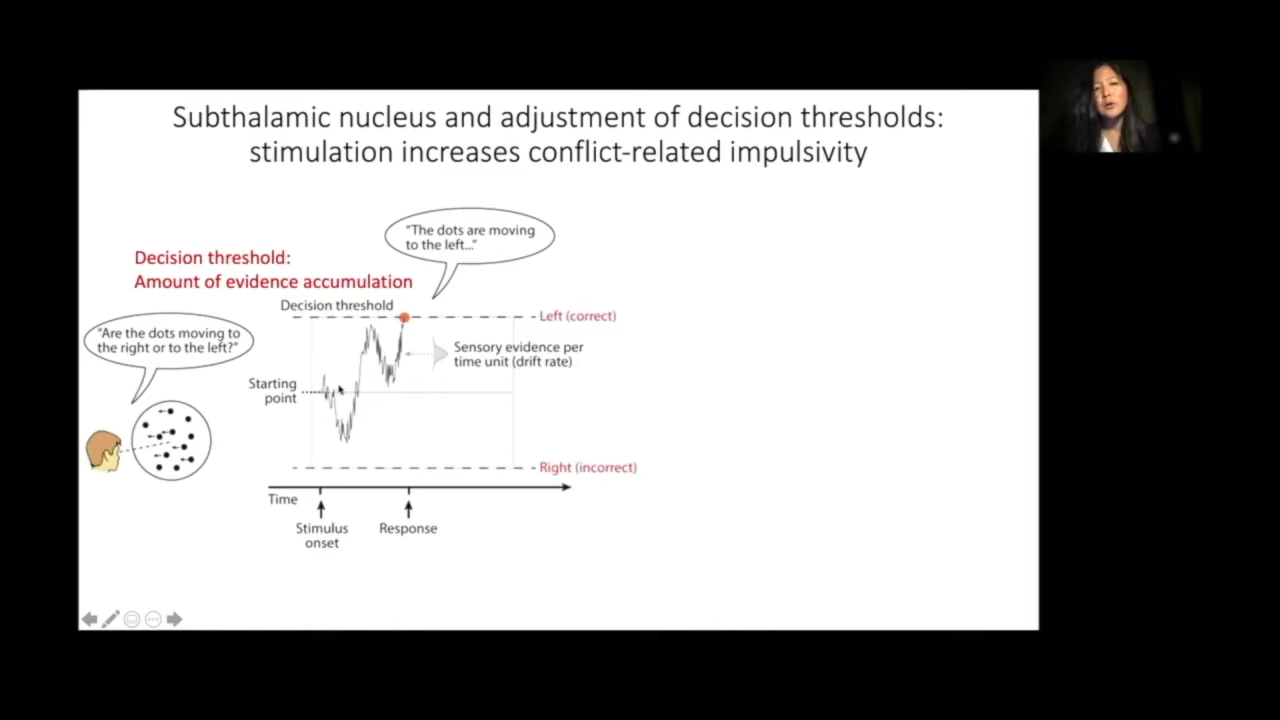 Subthalamic nucleus and adjustment of decision thresholds:
stimulation increases conflict-related impulsivity
"The dots are moving
to the left..."
Decision threshold:
Amount of evidence accumulation
Decision threshold
Left (correct)
"Are the dots moving to
the right or to the left?"
Sensory evidence per
time unit (drift rate)
Starting
point
Right (incorrect)
Time
Stimulus
onset
Response